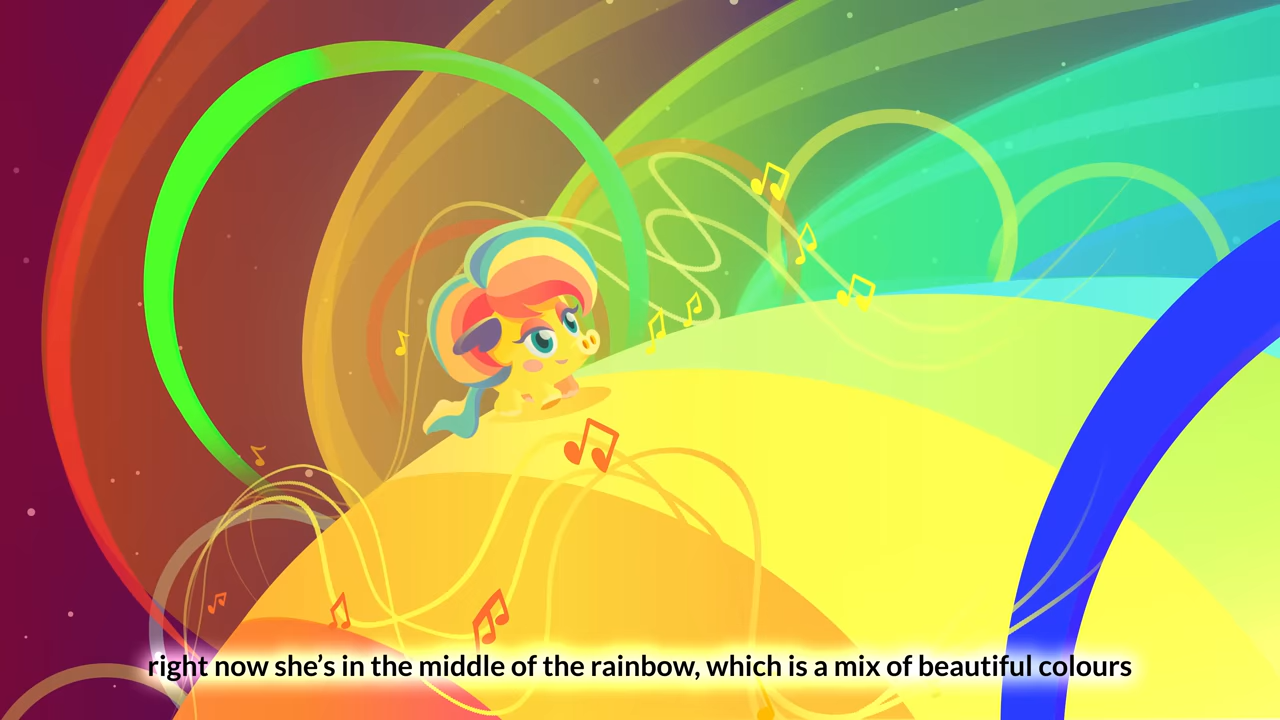 right now she’s in the middle of the rainbow, which is a mix of beautiful colours